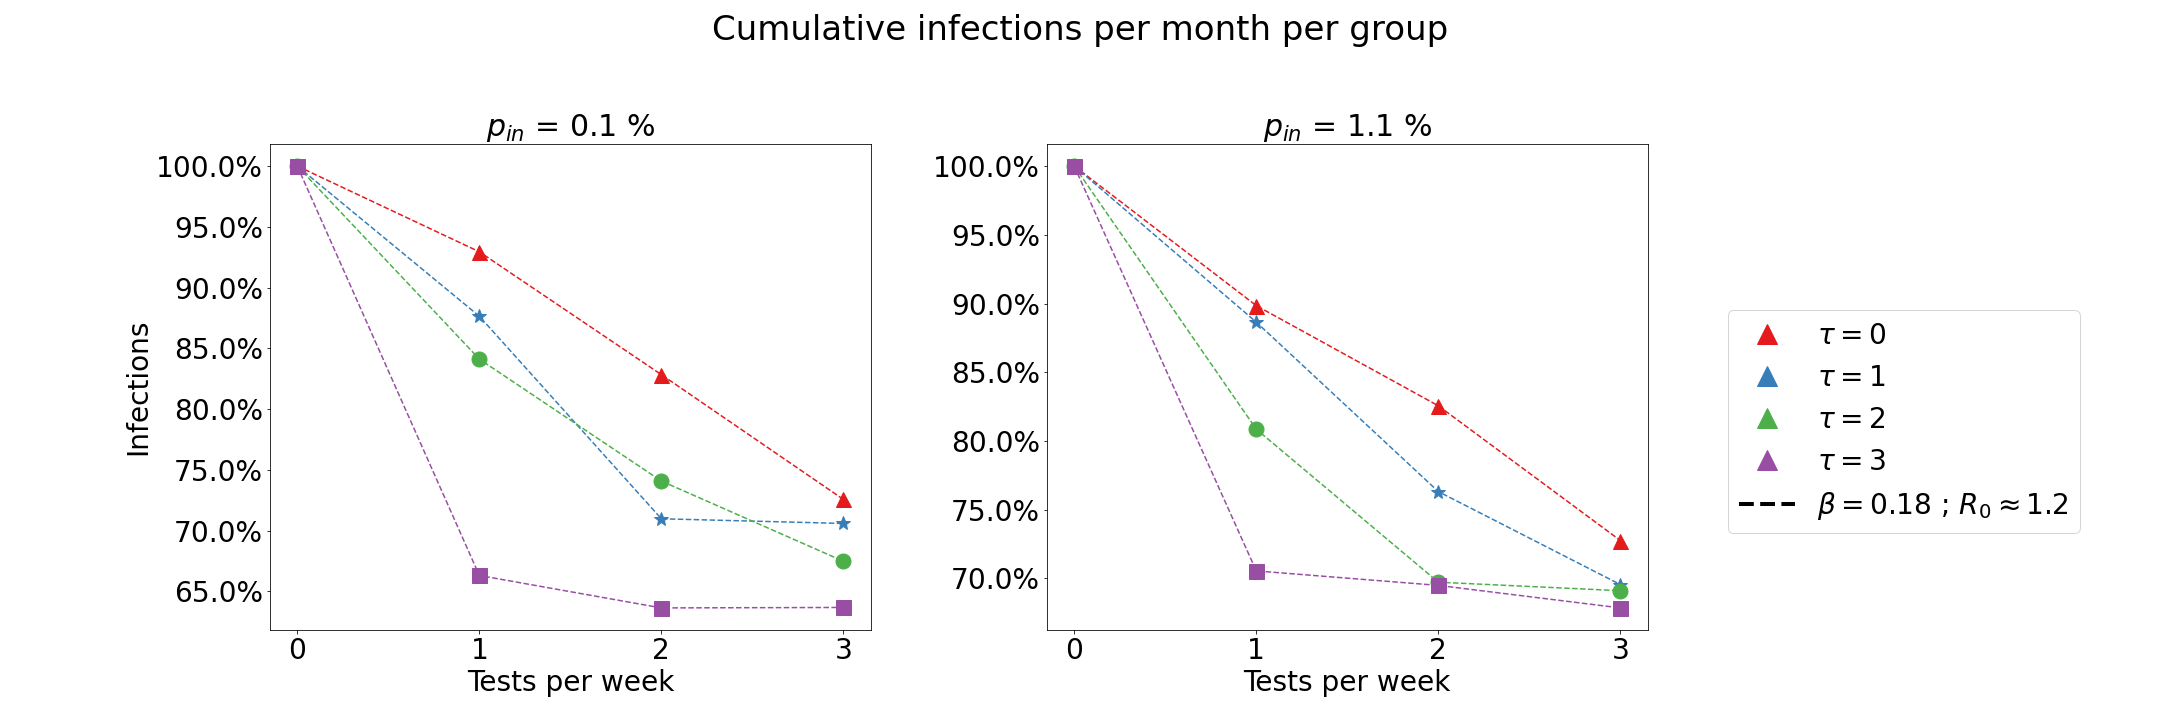 Cumulative infections per month per group
p_in = 0.1 %
100.0%
95.0%
90.0%
85.0%
80.0%
75.0%
70.0%
65.0%
Infections
0 1 2 3
Tests per week
p_in = 1.1 %
100.0%
95.0%
90.0%
85.0%
80.0%
75.0%
70.0%
0 1 2 3
Tests per week
τ = 0
τ = 1
τ = 2
τ = 3
β = 0.18 ; R₀ ≈ 1.2